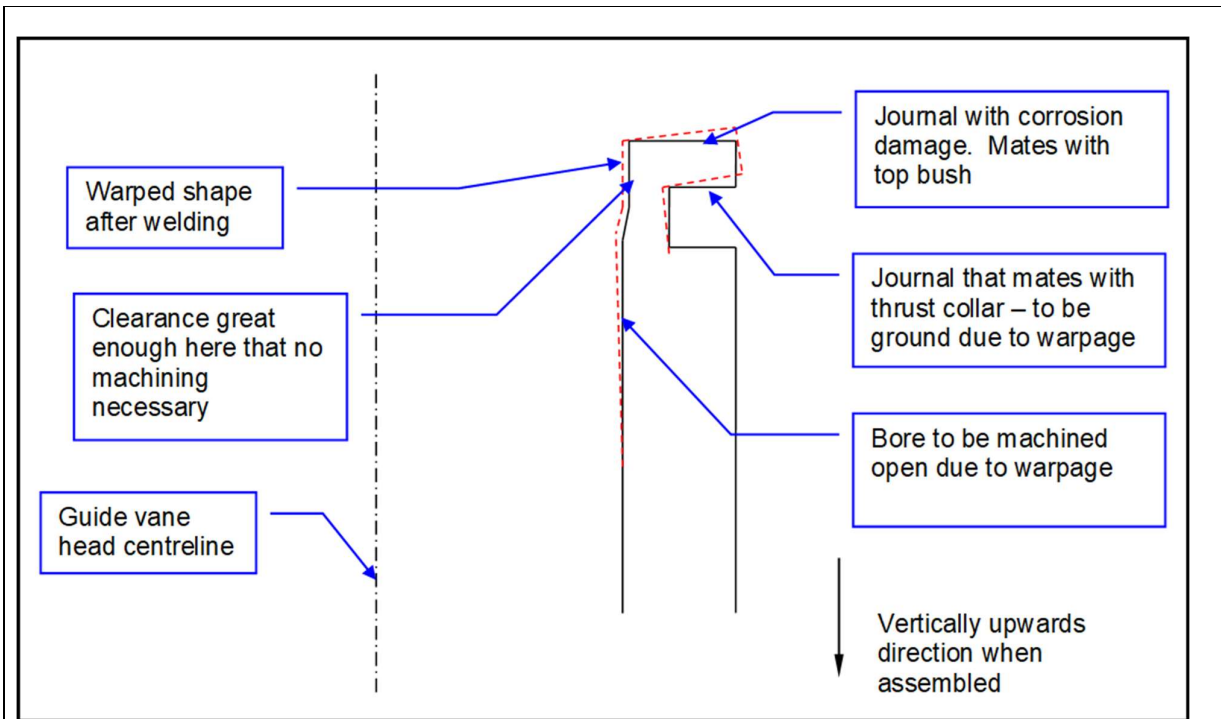 Warped shape
after welding
Clearance great
enough here that no
machining
necessary
Guide vane
head centreline
Journal with corrosion
damage.  Mates with
top bush
Journal that mates with
thrust collar – to be
ground due to warpage
Bore to be machined
open due to warpage
Vertically upwards
direction when
assembled